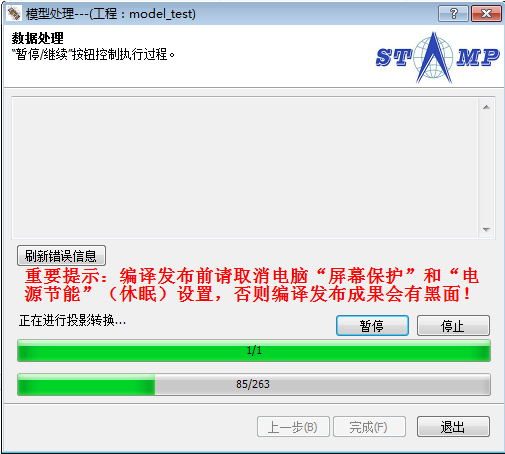 模型处理---(工程：model_test)
数据处理
"暂停/继续"按钮控制执行过程。
STAMP
刷新错误信息
重要提示：编译发布前请取消电脑“屏幕保护”和“电
源节能”（休眠）设置，否则编译发布成果会有黑面！
正在进行投影转换...
暂停
停止
1/1
85/263
上一步(B)
完成(F)
退出